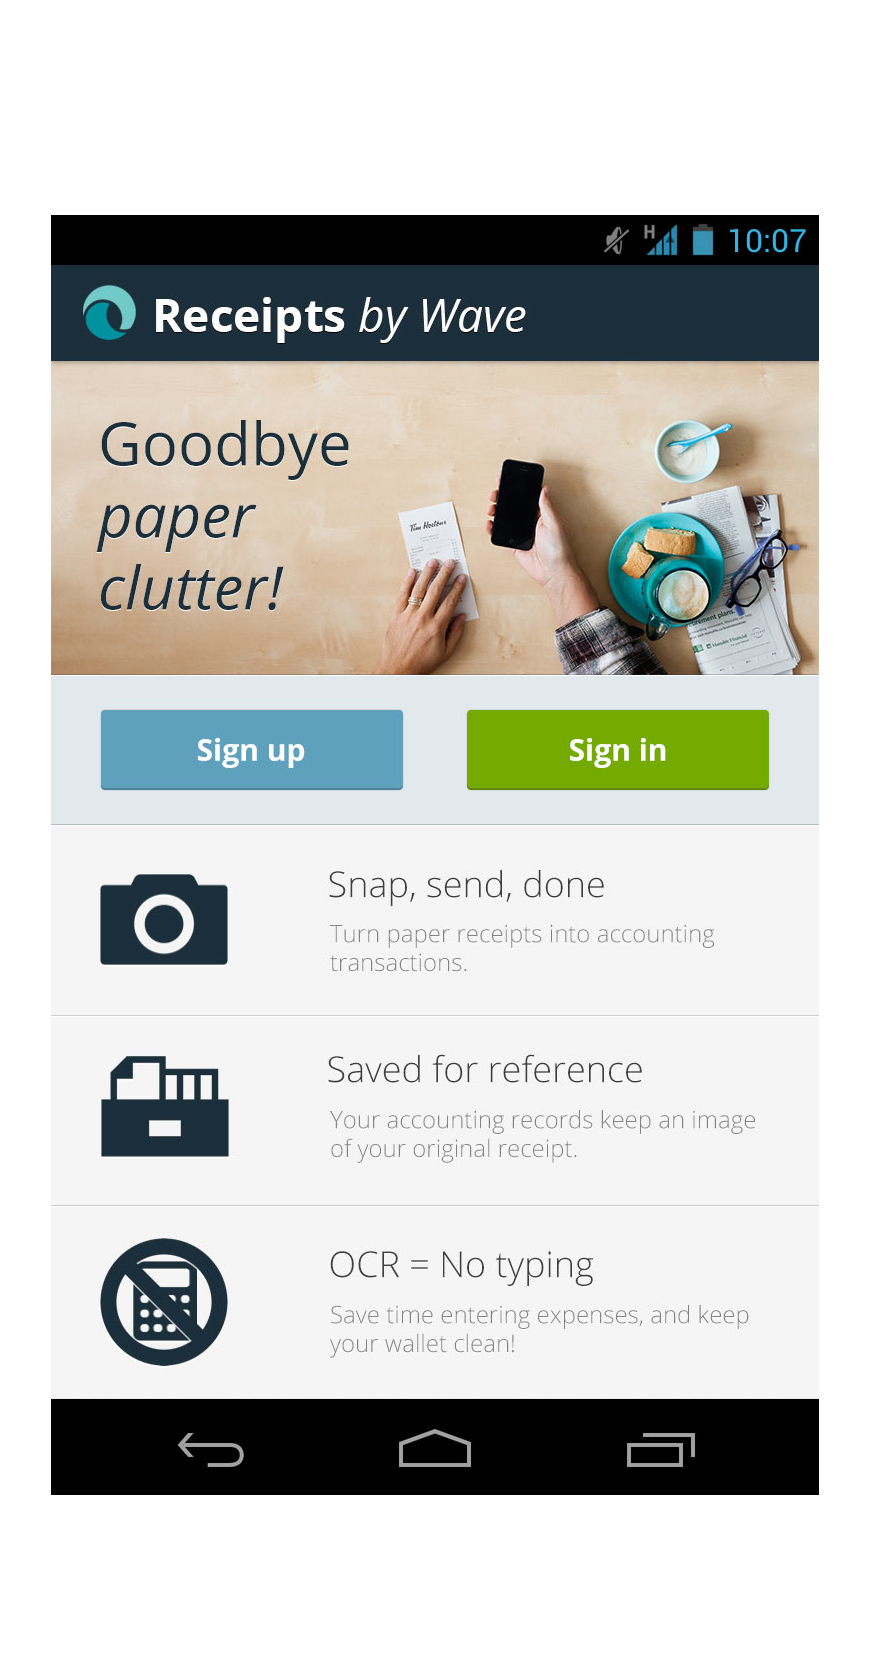 H 10:07
Receipts by Wave
Goodbye
paper
clutter!
Tim Hortons
Sign up
Sign in
Snap, send, done
Turn paper receipts into accounting
transactions.
Saved for reference
Your accounting records keep an image
of your original receipt.
OCR = No typing
Save time entering expenses, and keep
your wallet clean!